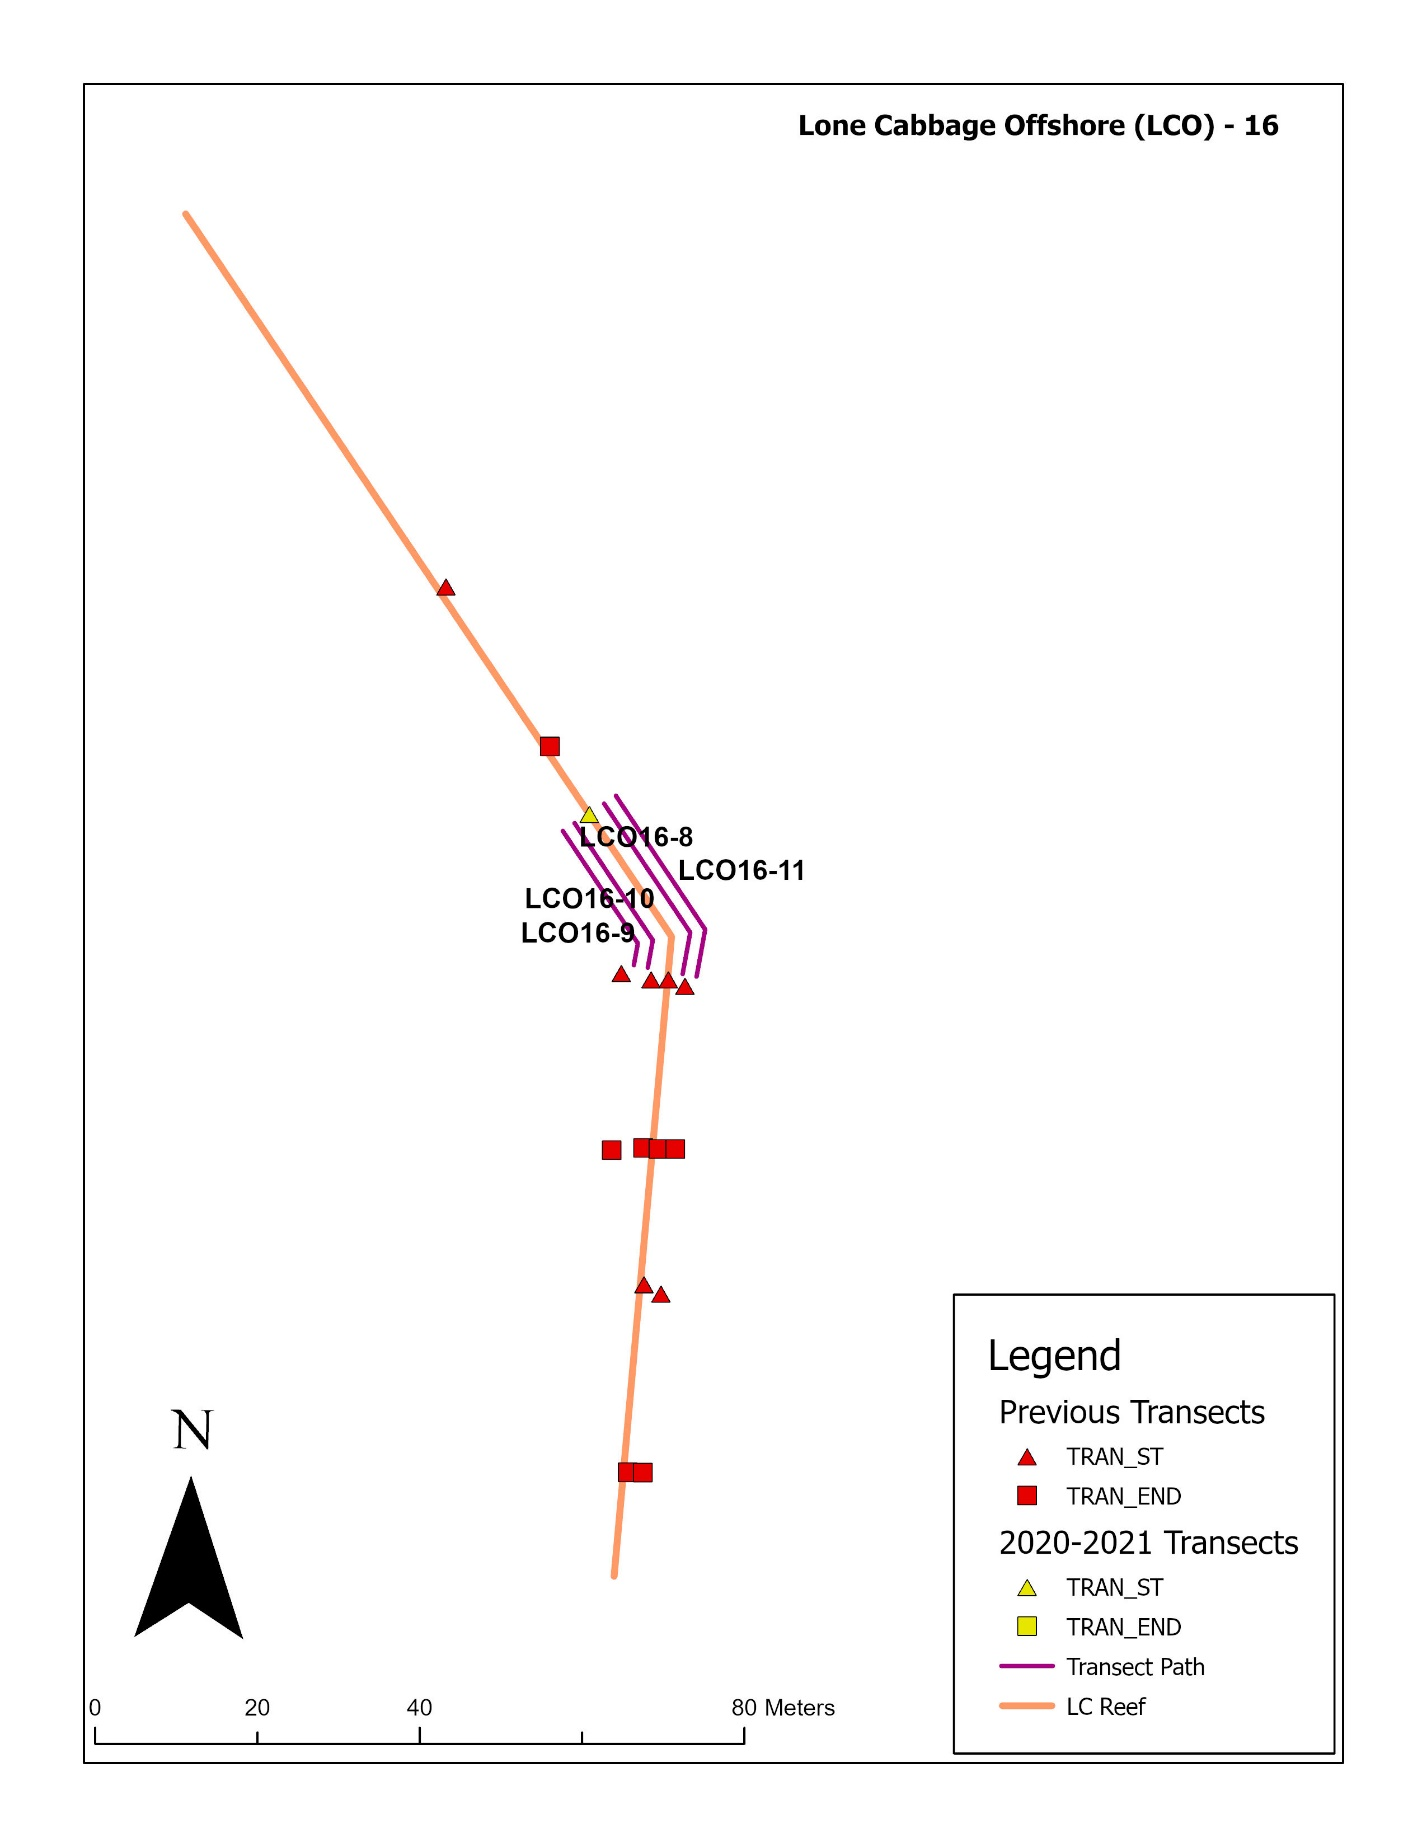 Lone Cabbage Offshore (LCO) - 16
LCO16-8
LCO16-11
LCO16-10
LCO16-9
Legend
Previous Transects
TRAN_ST
TRAN_END
2020-2021 Transects
TRAN_ST
TRAN_END
Transect Path
LC Reef
N
0 20 40 80 Meters